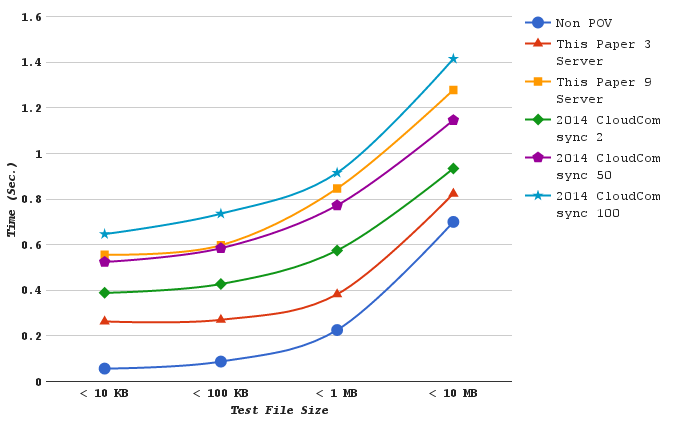 1.6
1.4
1.2
1
0.8
0.6
0.4
0.2
0
Time (Sec.)
< 10 KB
< 100 KB
< 1 MB
< 10 MB
Test File Size
Non POV
This Paper 3
Server
This Paper 9
Server
2014 CloudCom
sync 2
2014 CloudCom
sync 50
2014 CloudCom
sync 100